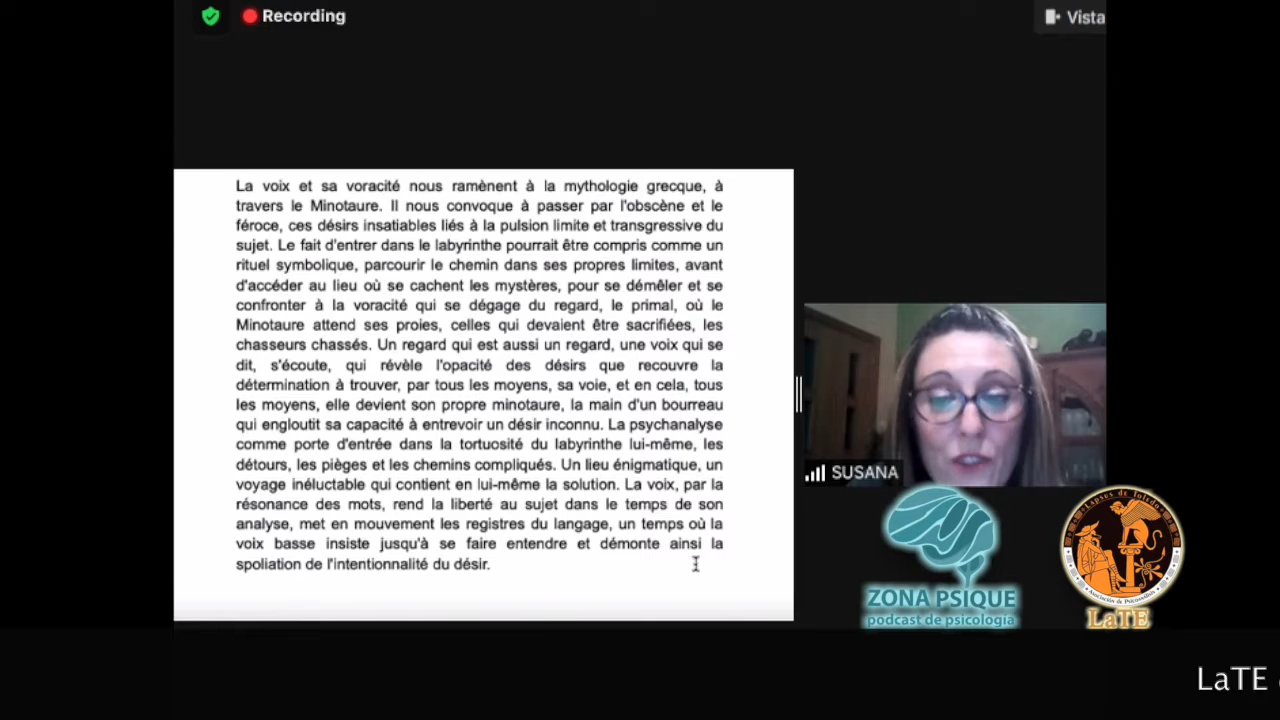 Recording
Vista
La voix et sa voracité nous ramènent à la mythologie grecque, à
travers le Minotaure. Il nous convoque à passer par l'obscène et le
féroce, ces désirs insatiables liés à la pulsion limite et transgressive du
sujet. Le fait d'entrer dans le labyrinthe pourrait être compris comme un
rituel symbolique, parcourir le chemin dans ses propres limites, avant
d'accéder au lieu où se cachent les mystères, pour se démêler et se
confronter à la voracité qui se dégage du regard, le primal, où le
Minotaure attend ses proies, celles qui devaient être sacrifiées, les
chasseurs chassés. Un regard qui est aussi un regard, une voix qui se
dit, s'écoute, qui révèle l'opacité des désirs que recouvre la
détermination à trouver, par tous les moyens, sa voie, et en cela, tous
les moyens, elle devient son propre minotaure, la main d'un bourreau
qui engloutit sa capacité à entrevoir un désir inconnu. La psychanalyse
comme porte d'entrée dans la tortuosité du labyrinthe lui-même, les
détours, les pièges et les chemins compliqués. Un lieu énigmatique, un
voyage inéluctable qui contient en lui-même la solution. La voix, par la
résonance des mots, rend la liberté au sujet dans le temps de son
analyse, met en mouvement les registres du langage, un temps où la
voix basse insiste jusqu'à se faire entendre et démonte ainsi la
spoliation de l'intentionnalité du désir.
SUSANA
ZONA PSIQUE
podcast de psicología
Lapsus de Toledo
Asociación de Psicoanálisis
LaTE
LaTE